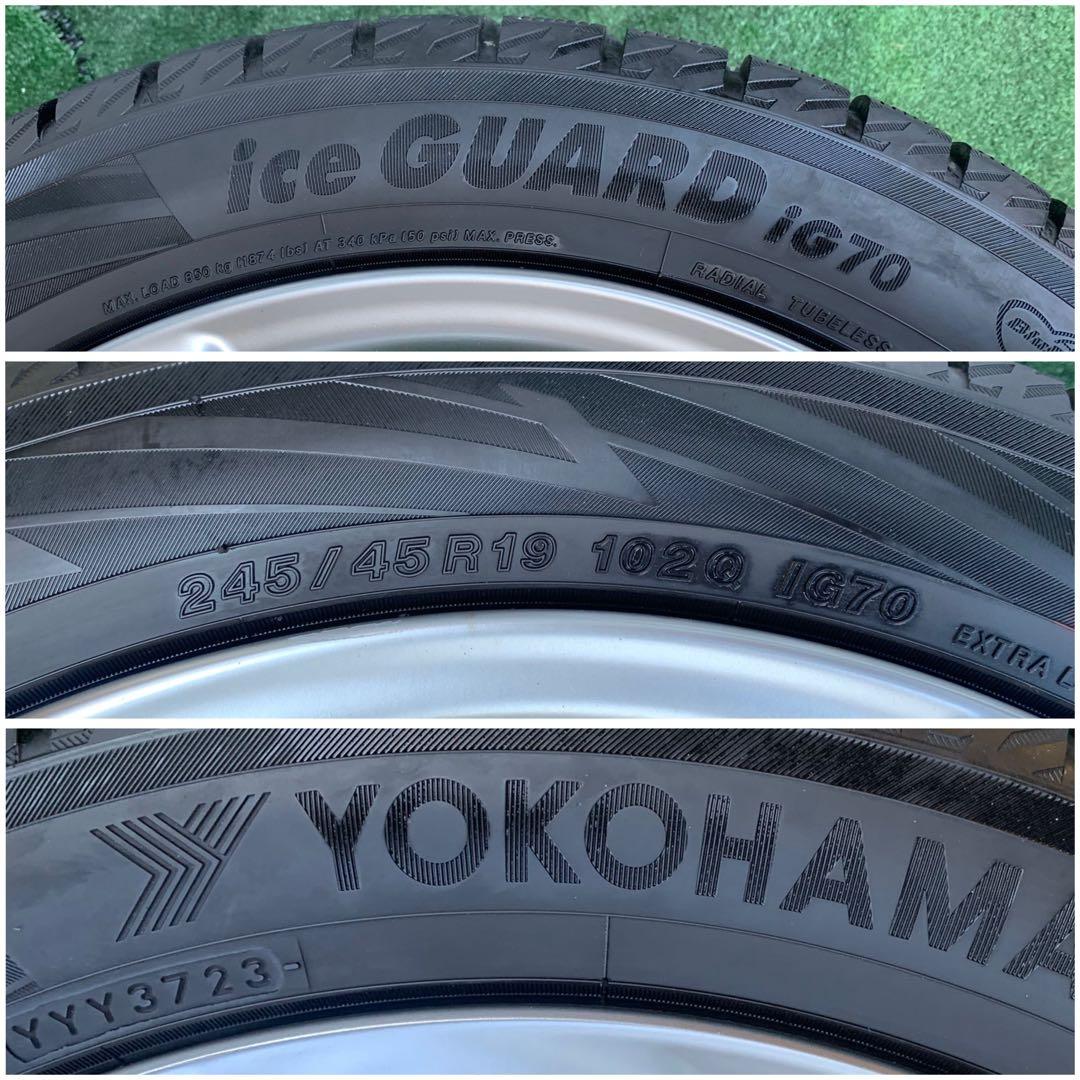 ice GUARD iG70
MAX. LOAD 850 kg (1874 lbs) AT 340 kPa (50 psi) MAX. PRESS.
RADIAL TUBELESS
245/45R19 102Q IG70
EXTRA L
YOKOHAMA
YYY3723-